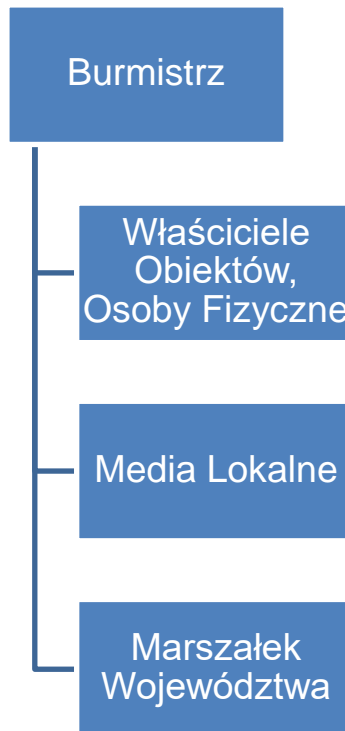 Burmistrz
Właściciele
Obiektów,
Osoby Fizyczne
Media Lokalne
Marszałek
Województwa